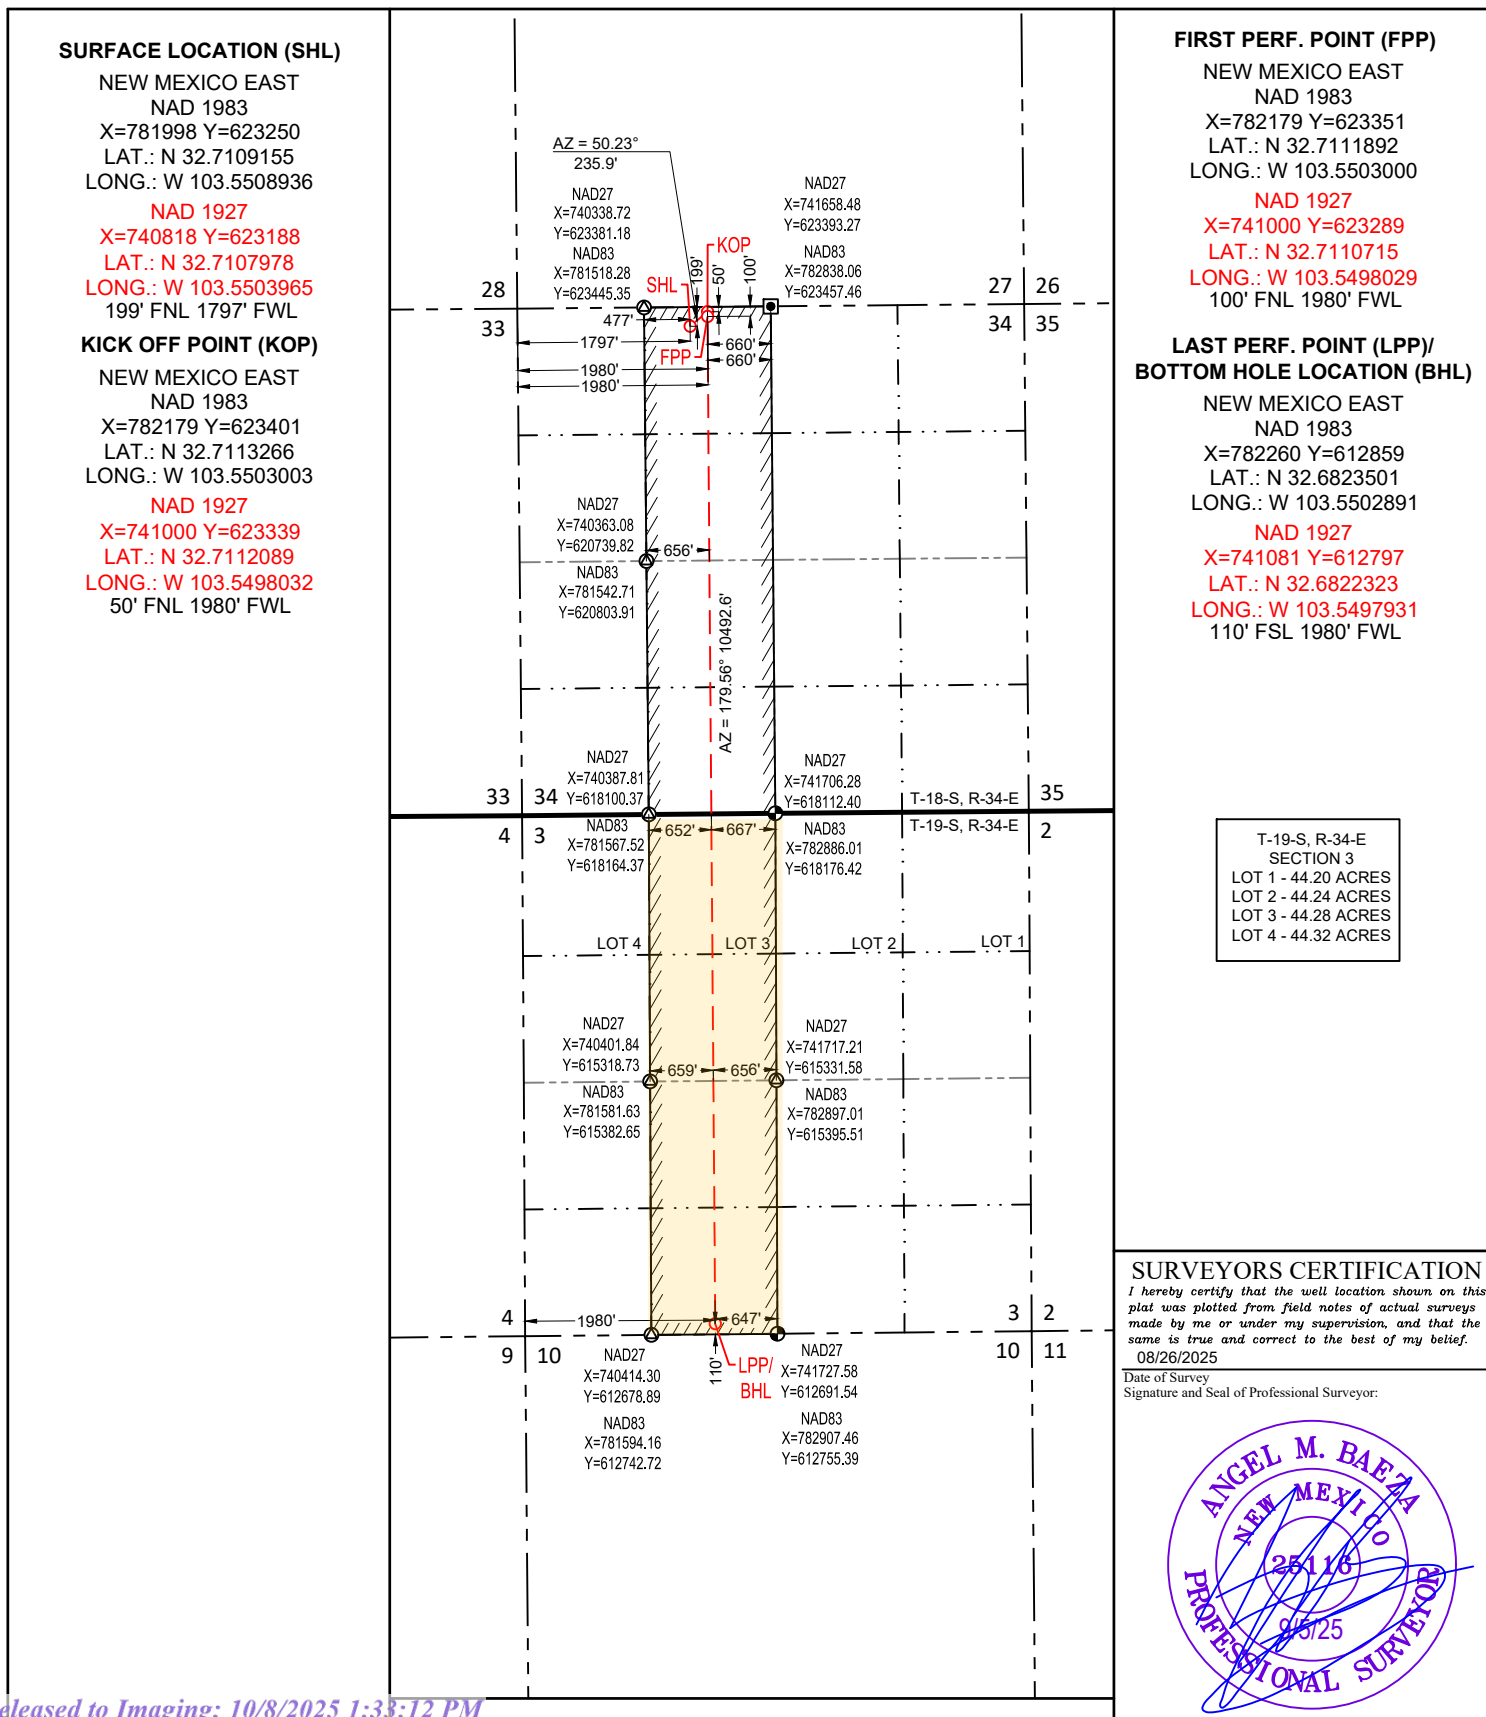 SURFACE LOCATION (SHL)
NEW MEXICO EAST
NAD 1983
X=781998 Y=623250
LAT.: N 32.7109155
LONG.: W 103.5508936
NAD 1927
X=740818 Y=623188
LAT.: N 32.7107978
LONG.: W 103.5503965
199' FNL 1797' FWL
KICK OFF POINT (KOP)
NEW MEXICO EAST
NAD 1983
X=782179 Y=623401
LAT.: N 32.7113266
LONG.: W 103.5503003
NAD 1927
X=741000 Y=623339
LAT.: N 32.7112089
LONG.: W 103.5498032
50' FNL 1980' FWL
AZ = 50.23°
235.9'
NAD27
X=740338.72
Y=623381.18
NAD83
X=781518.28
Y=623445.35
NAD27
X=741658.48
Y=623393.27
NAD83
X=782838.06
Y=623457.46
KOP
SHL
199'
50'
100'
28
27
26
33
34
35
477'
1797'
FPP
660'
1980'
660'
1980'
NAD27
X=740363.08
Y=620739.82
656'
NAD83
X=781542.71
Y=620803.91
AZ = 179.56° 10492.6'
NAD27
X=740387.81
Y=618100.37
NAD27
X=741706.28
Y=618112.40
33
34
T-18-S, R-34-E
35
4
3
T-19-S, R-34-E
2
NAD83
X=781567.52
Y=618164.37
652'
667'
NAD83
X=782886.01
Y=618176.42
LOT 4
LOT 3
LOT 2
LOT 1
NAD27
X=740401.84
Y=615318.73
NAD27
X=741717.21
Y=615331.58
659'
656'
NAD83
X=781581.63
Y=615382.65
NAD83
X=782897.01
Y=615395.51
4
1980'
647'
3
2
9
10
110'
LPP/
BHL
10
11
NAD27
X=740414.30
Y=612678.89
NAD83
X=781594.16
Y=612742.72
NAD27
X=741727.58
Y=612691.54
NAD83
X=782907.46
Y=612755.39
FIRST PERF. POINT (FPP)
NEW MEXICO EAST
NAD 1983
X=782179 Y=623351
LAT.: N 32.7111892
LONG.: W 103.5503000
NAD 1927
X=741000 Y=623289
LAT.: N 32.7110715
LONG.: W 103.5498029
100' FNL 1980' FWL
LAST PERF. POINT (LPP)/
BOTTOM HOLE LOCATION (BHL)
NEW MEXICO EAST
NAD 1983
X=782260 Y=612859
LAT.: N 32.6823501
LONG.: W 103.5502891
NAD 1927
X=741081 Y=612797
LAT.: N 32.6822323
LONG.: W 103.5497931
110' FSL 1980' FWL
T-19-S, R-34-E
SECTION 3
LOT 1 - 44.20 ACRES
LOT 2 - 44.24 ACRES
LOT 3 - 44.28 ACRES
LOT 4 - 44.32 ACRES
SURVEYORS CERTIFICATION
I hereby certify that the well location shown on this
plat was plotted from field notes of actual surveys
made by me or under my supervision, and that the
same is true and correct to the best of my belief.
08/26/2025
Date of Survey
Signature and Seal of Professional Surveyor:
ANGEL M. BAEZA
NEW MEXICO
25116
9/5/25
PROFESSIONAL SURVEYOR
eleased to Imaging: 10/8/2025 1:33:12 PM